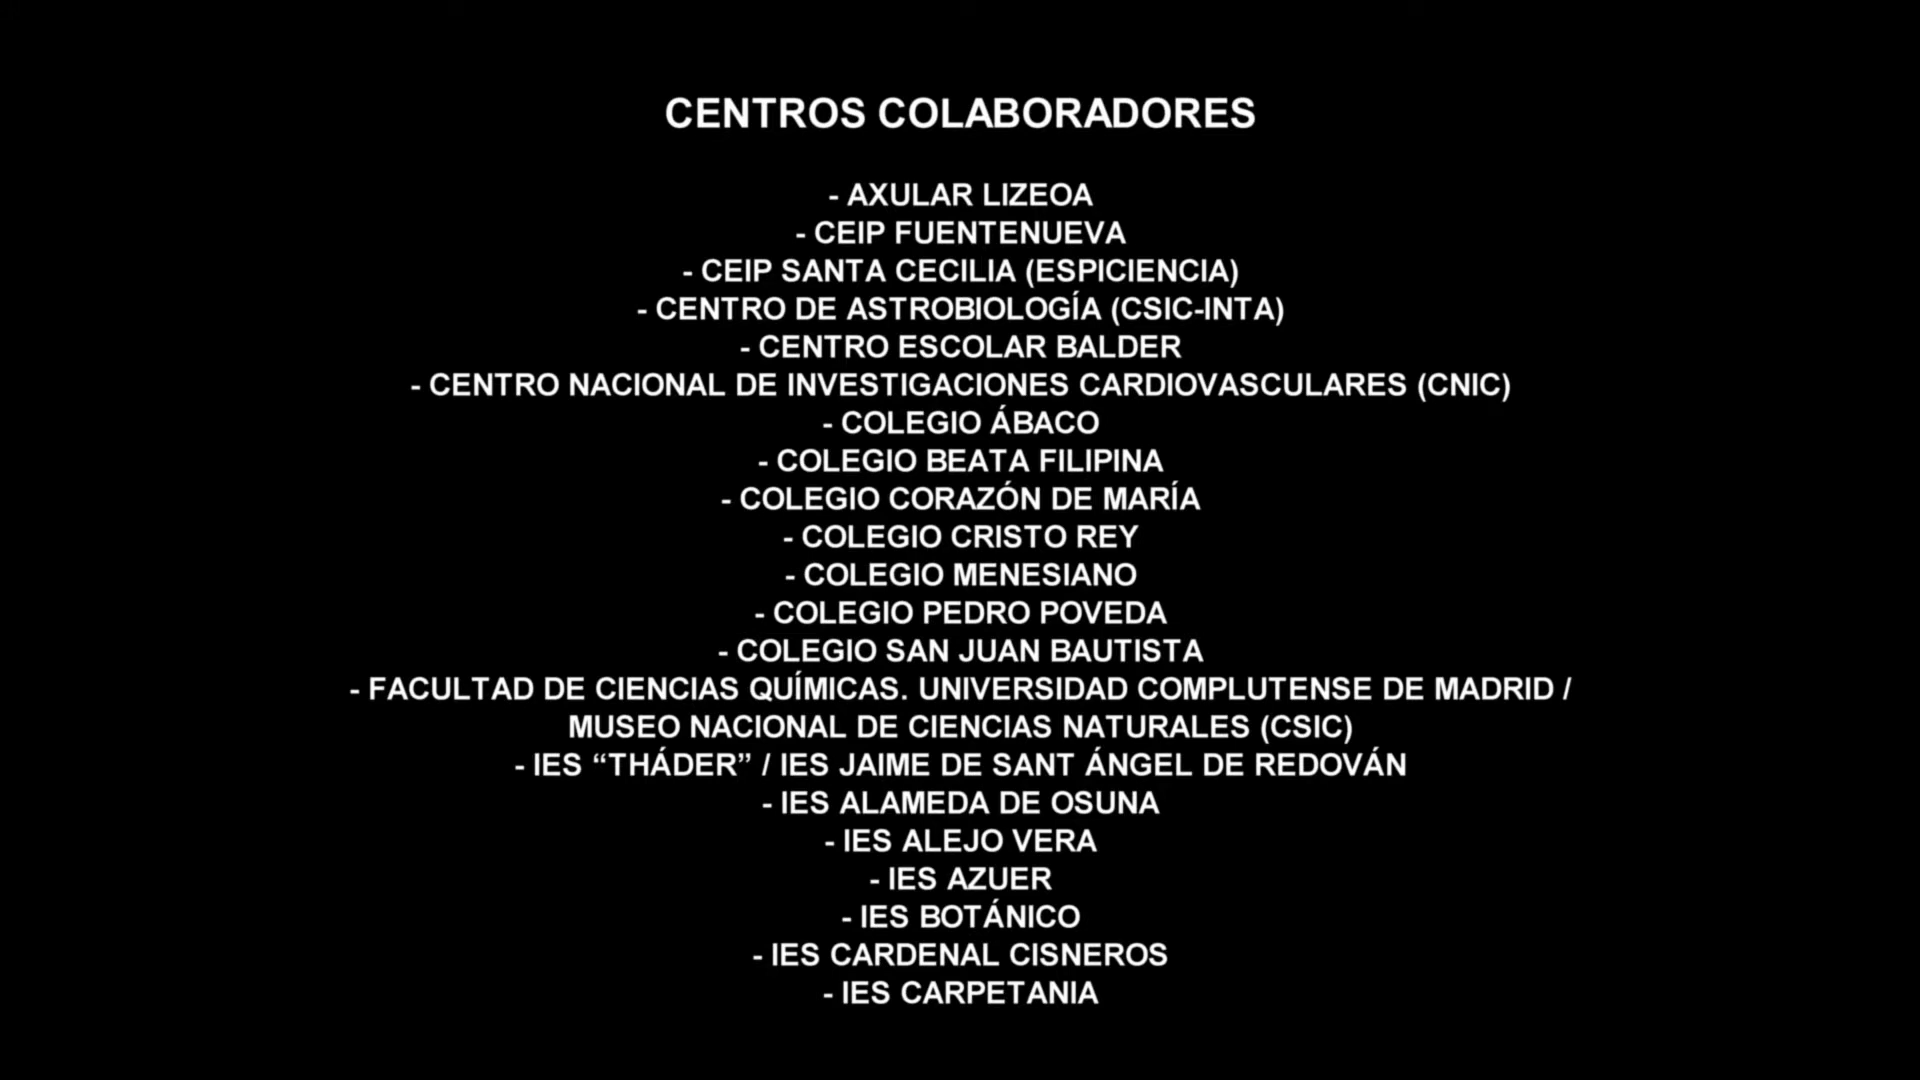 CENTROS COLABORADORES
- AXULAR LIZEOA
- CEIP FUENTENUEVA
- CEIP SANTA CECILIA (ESPICIENCIA)
- CENTRO DE ASTROBIOLOGÍA (CSIC-INTA)
- CENTRO ESCOLAR BALDER
- CENTRO NACIONAL DE INVESTIGACIONES CARDIOVASCULARES (CNIC)
- COLEGIO ÁBACO
- COLEGIO BEATA FILIPINA
- COLEGIO CORAZÓN DE MARÍA
- COLEGIO CRISTO REY
- COLEGIO MENESIANO
- COLEGIO PEDRO POVEDA
- COLEGIO SAN JUAN BAUTISTA
- FACULTAD DE CIENCIAS QUÍMICAS. UNIVERSIDAD COMPLUTENSE DE MADRID /
MUSEO NACIONAL DE CIENCIAS NATURALES (CSIC)
- IES “THÁDER” / IES JAIME DE SANT ÁNGEL DE REDOVÁN
- IES ALAMEDA DE OSUNA
- IES ALEJO VERA
- IES AZUER
- IES BOTÁNICO
- IES CARDENAL CISNEROS
- IES CARPETANIA